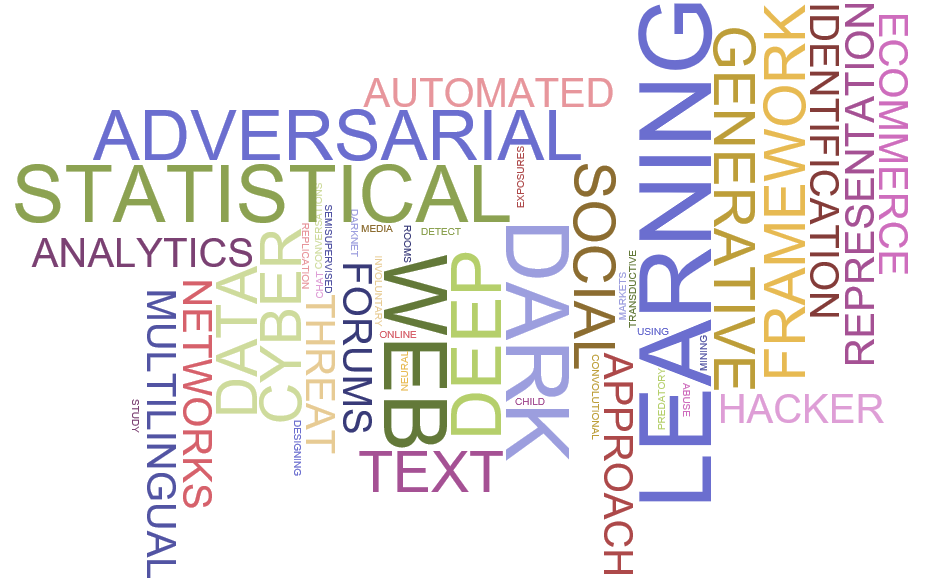 AUTOMATED
ADVERSARIAL
STATISTICAL
ANALYTICS
MULTILINGUAL
NETWORKS
STUDY
DATA
CYBER
DESIGNING
REPLICATION
CHAT CONVERSATIONS
SEMISUPERVISED
THREAT
DARKNET
FORUMS
MEDIA
INVOLUNTARY
ROOMS
DETECT
ONLINE
NEURAL
WEB
DEEP
TEXT
EXPOSURES
DARK
CHILD
SOCIAL
CONVOLUTIONAL
APPROACH
MARKETS
TRANSDUCTIVE
USING
LEARNING
PREDATORY
ABUSE
MINING
GENERATIVE
HACKER
FRAMEWORK
IDENTIFICATION
REPRESENTATION
ECOMMERCE